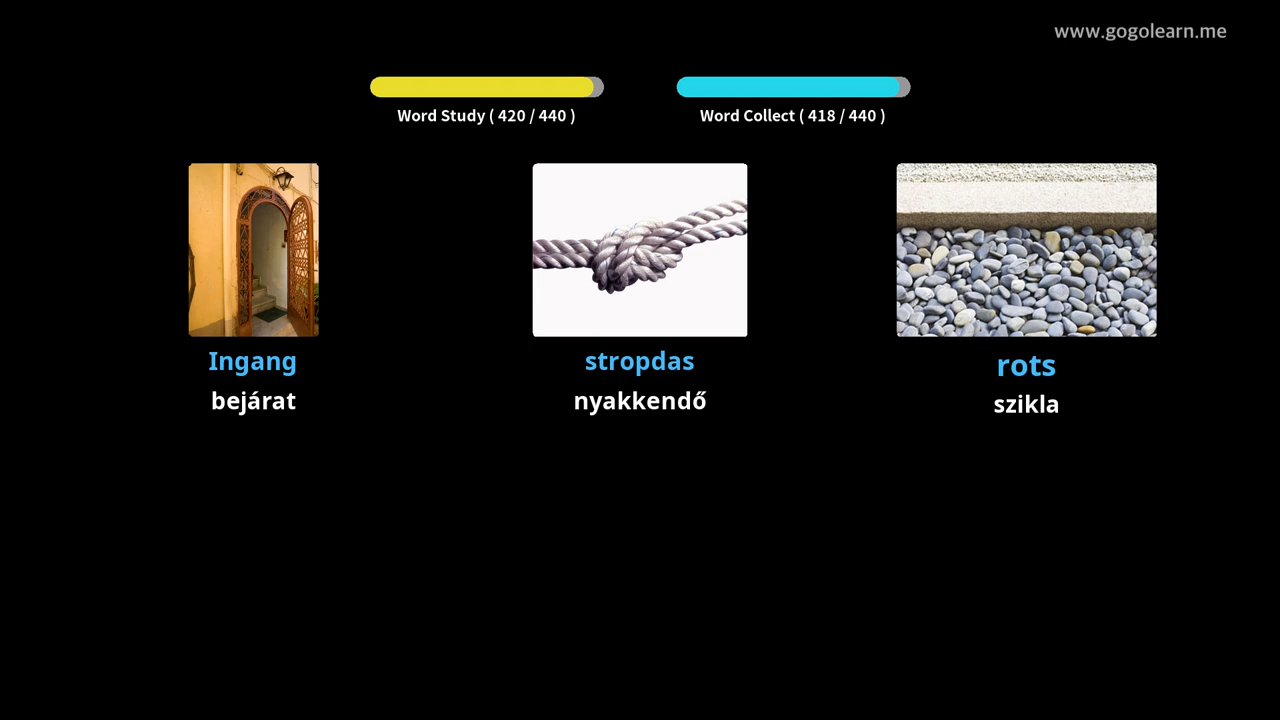 www.gogolearn.me
Word Study ( 420 / 440 )
Word Collect ( 418 / 440 )
Ingang
bejárat
stropdas
nyakkendő
rots
szikla